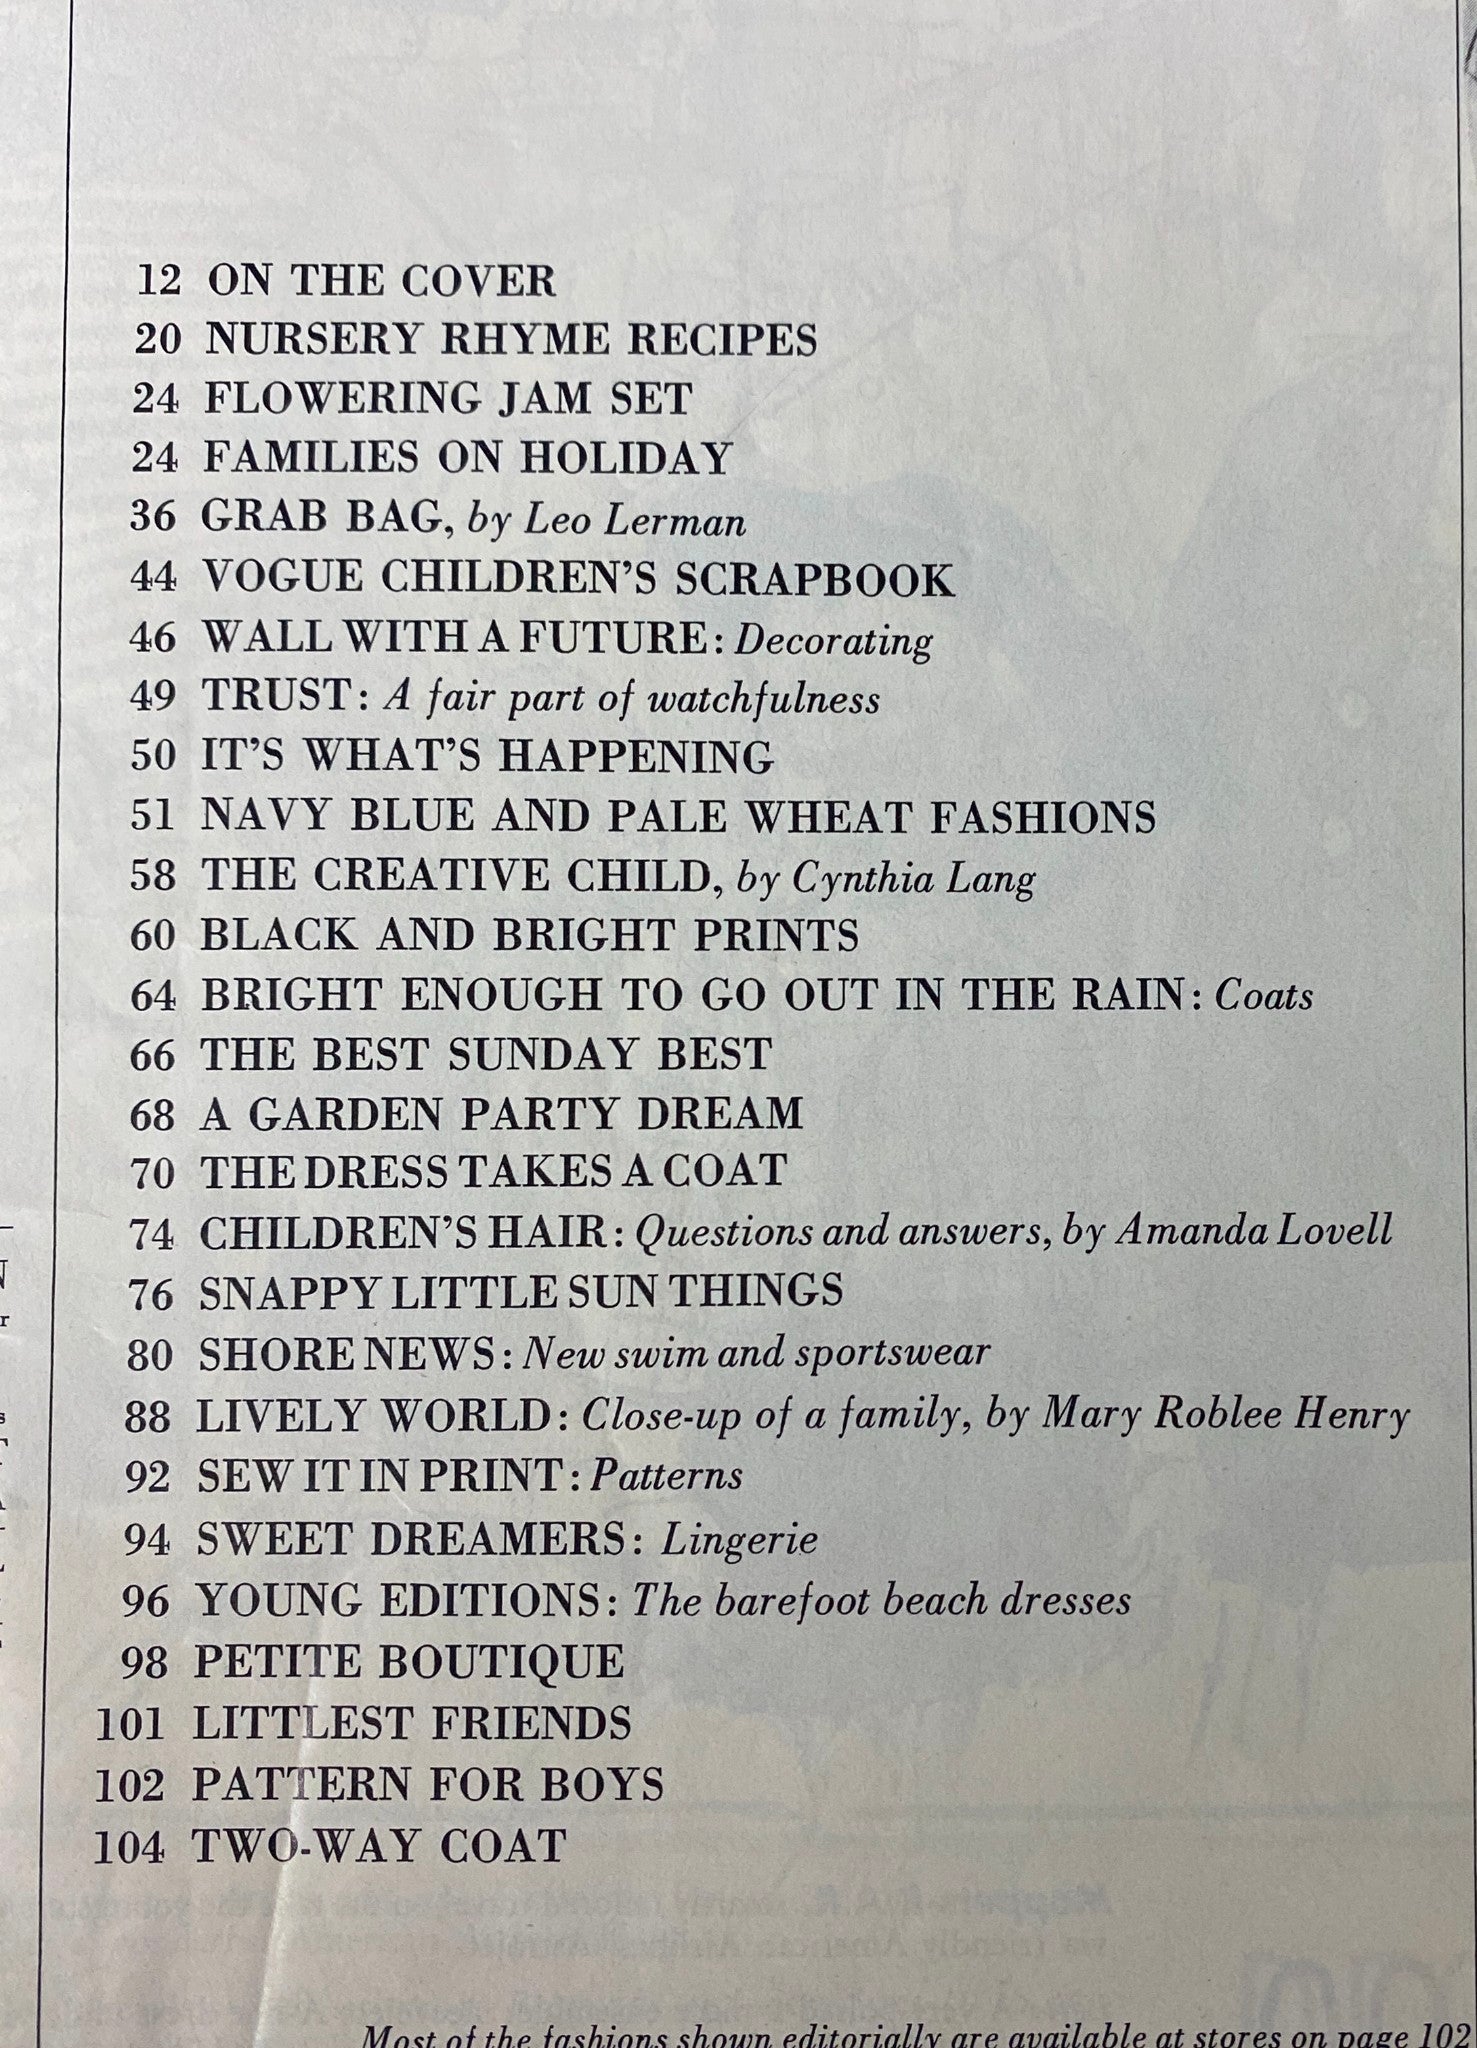 12 ON THE COVER
20 NURSERY RHYME RECIPES
24 FLOWERING JAM SET
24 FAMILIES ON HOLIDAY
36 GRAB BAG, by Leo Lerman
44 VOGUE CHILDREN'S SCRAPBOOK
46 WALL WITH A FUTURE: Decorating
49 TRUST: A fair part of watchfulness
50 IT'S WHAT'S HAPPENING
51 NAVY BLUE AND PALE WHEAT FASHIONS
58 THE CREATIVE CHILD, by Cynthia Lang
60 BLACK AND BRIGHT PRINTS
64 BRIGHT ENOUGH TO GO OUT IN THE RAIN: Coats
66 THE BEST SUNDAY BEST
68 A GARDEN PARTY DREAM
70 THE DRESS TAKES A COAT
74 CHILDREN'S HAIR: Questions and answers, by Amanda Lovell
76 SNAPPY LITTLE SUN THINGS
80 SHORE NEWS: New swim and sportswear
88 LIVELY WORLD: Close-up of a family, by Mary Roblee Henry
92 SEW IT IN PRINT: Patterns
94 SWEET DREAMERS: Lingerie
96 YOUNG EDITIONS: The barefoot beach dresses
98 PETITE BOUTIQUE
101 LITTLEST FRIENDS
102 PATTERN FOR BOYS
104 TWO-WAY COAT
Most of the fashions shown editorially are available at stores on page 102